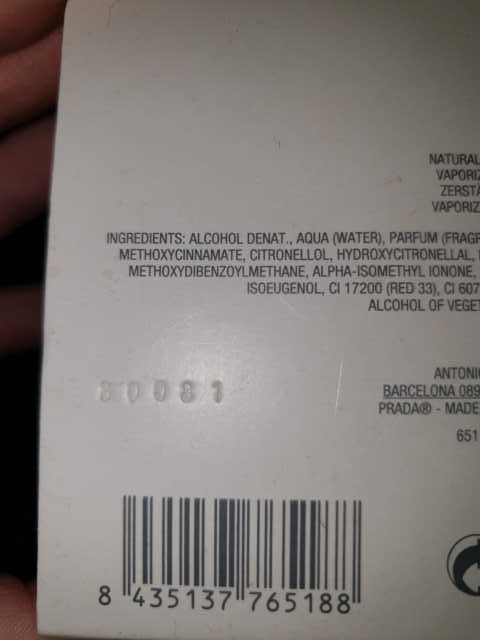 NATURAL
VAPORIZ
ZERSTÄ
VAPORIZ
INGREDIENTS: ALCOHOL DENAT., AQUA (WATER), PARFUM (FRAGR
METHOXYCINNAMATE, CITRONELLOL, HYDROXYCITRONELLAL,
METHOXYDIBENZOYLMETHANE, ALPHA-ISOMETHYL IONONE,
ISOEUGENOL, CI 17200 (RED 33), CI 607
ALCOHOL OF VEGET
ANTONI
BARCELONA 089
PRADA® - MADE
651
8 435137 765188